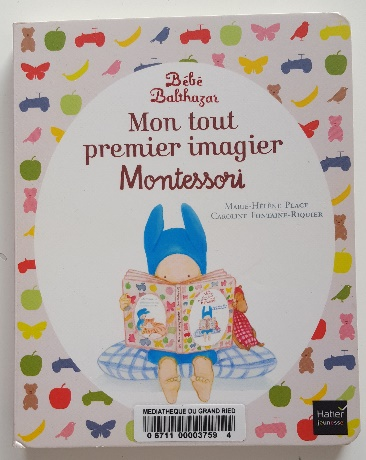 Bébé
Balthazar
Mon tout
premier imagier
Montessori
Marie-Hélène Place
Caroline Fontaine-Riquier
MEDIATHEQUE DU GRAND RIED
0 5711 00003759 4
Hatier
jeunesse